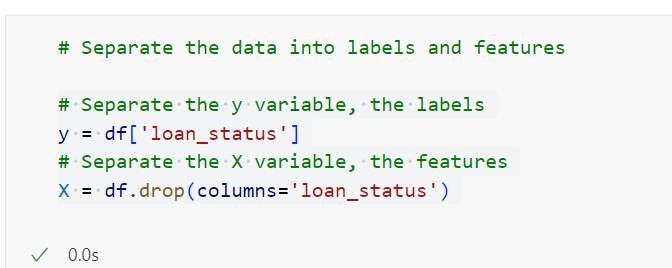 # Separate the data into labels and features
# Separate the y variable, the labels
y = df['loan_status']
# Separate the X variable, the features
X = df.drop(columns='loan_status')
✓ 0.0s